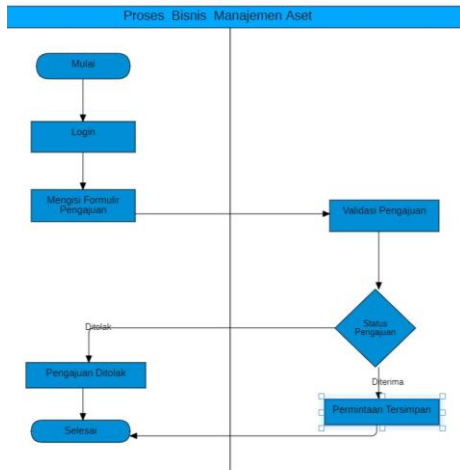 Proses Bisnis Manajemen Aset
Mulai
Login
Mengisi Formulir
Pengajuan
Validasi Pengajuan
Status
Pengajuan
Ditolak
Diterima
Pengajuan Ditolak
Permintaan Tersimpan
Selesai